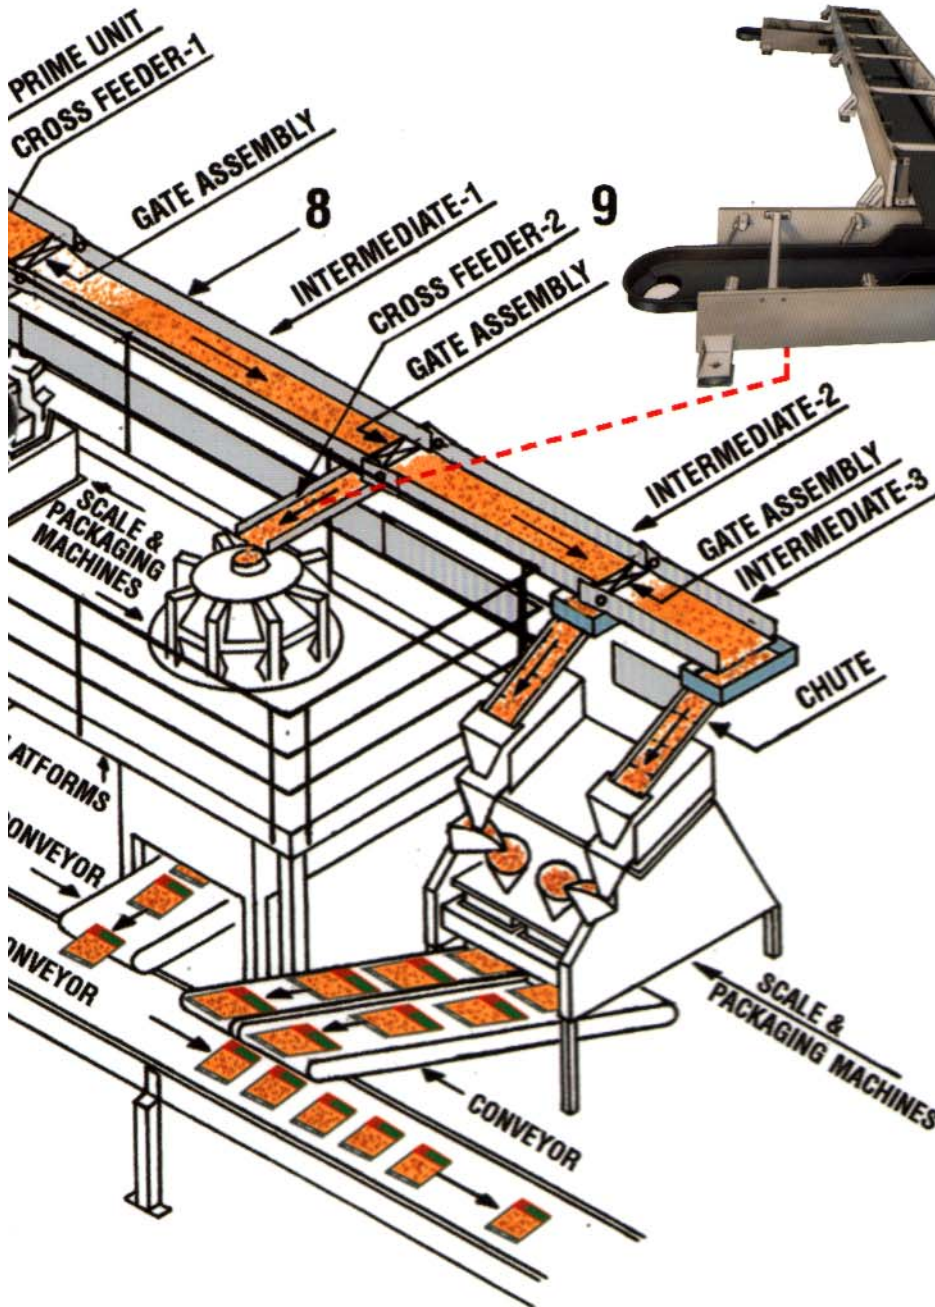 PRIME UNIT
CROSS FEEDER-1
GATE ASSEMBLY
8
INTERMEDIATE-1
CROSS FEEDER-2
9
GATE ASSEMBLY
INTERMEDIATE-2
GATE ASSEMBLY
INTERMEDIATE-3
SCALE &
PACKAGING
MACHINES
CHUTE
ATFORMS
CONVEYOR
ONVEYOR
CONVEYOR
SCALE &
PACKAGING MACHINES